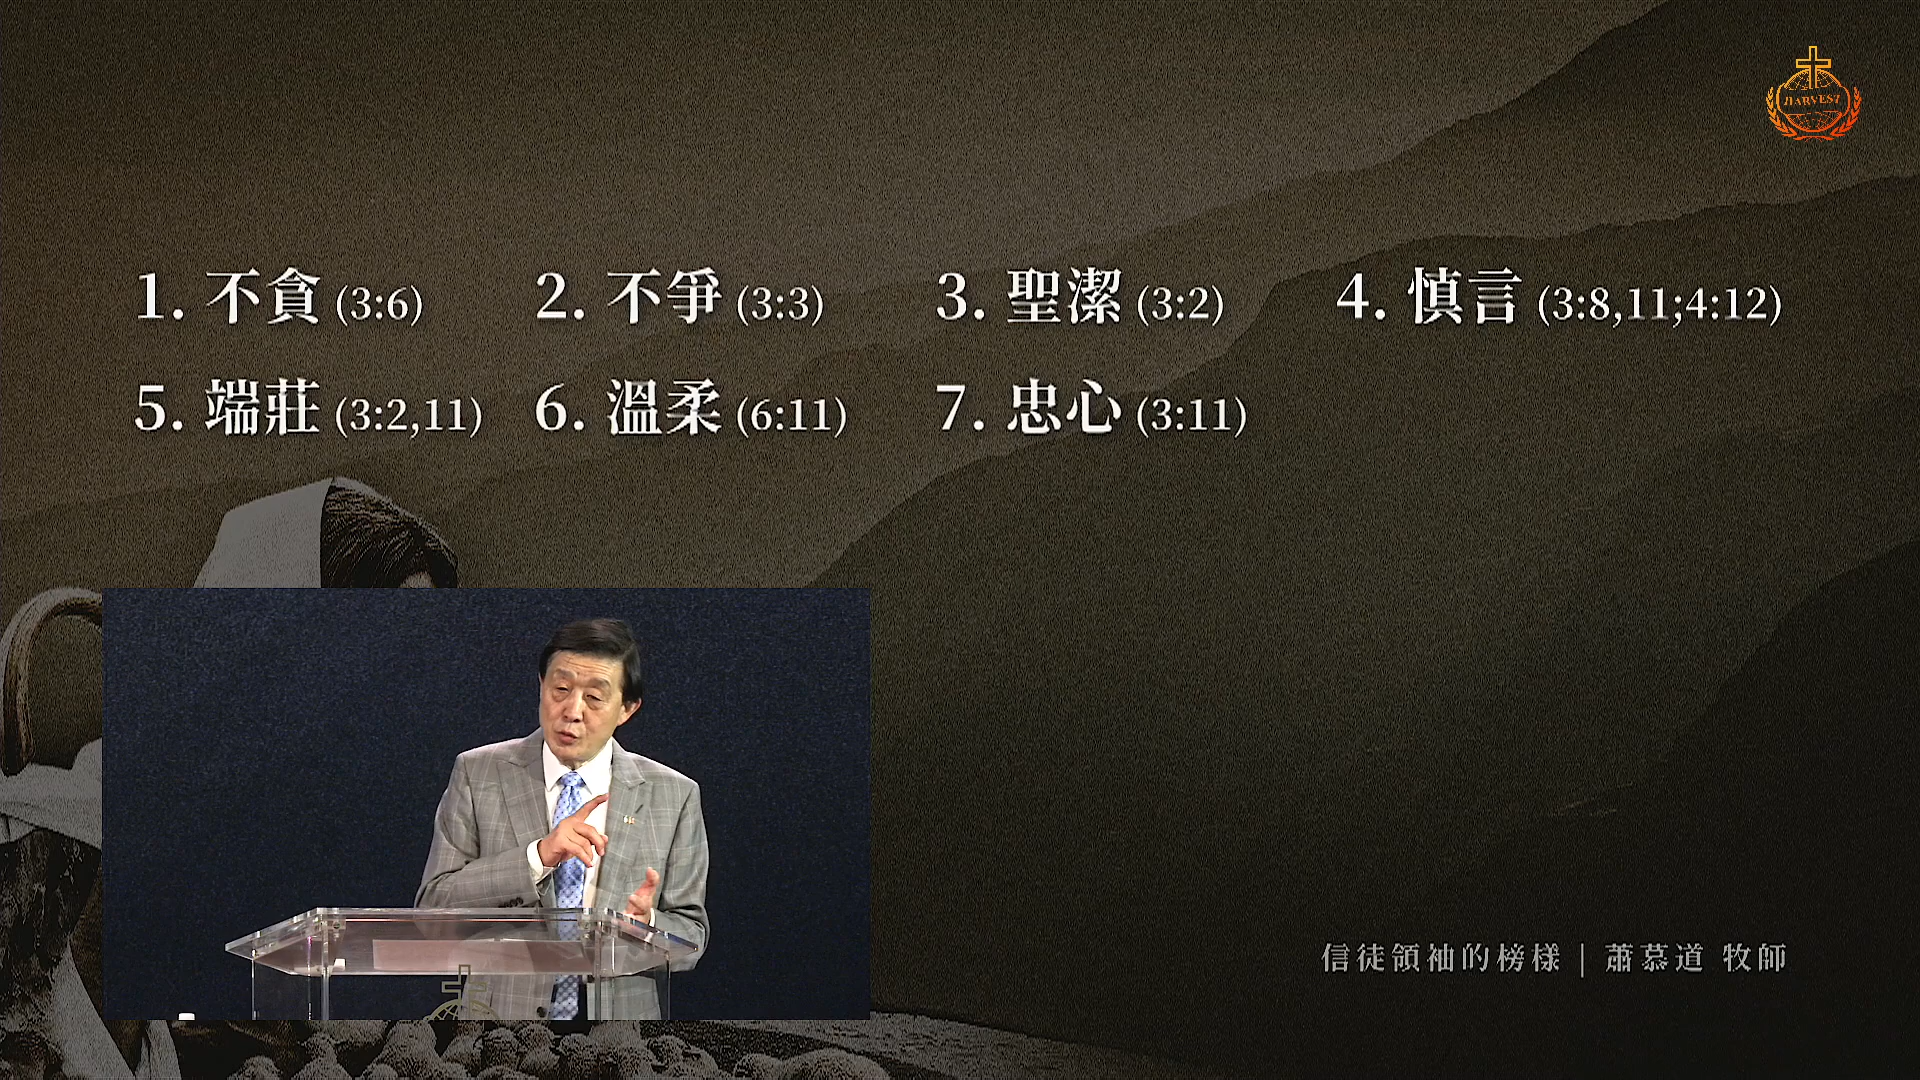 HARVEST
1. 不貪 (3:6) 2. 不爭 (3:3) 3. 聖潔 (3:2) 4. 慎言 (3:8,11;4:12)
5. 端莊 (3:2,11) 6. 溫柔 (6:11) 7. 忠心 (3:11)
信徒領袖的榜樣 | 蕭慕道 牧師